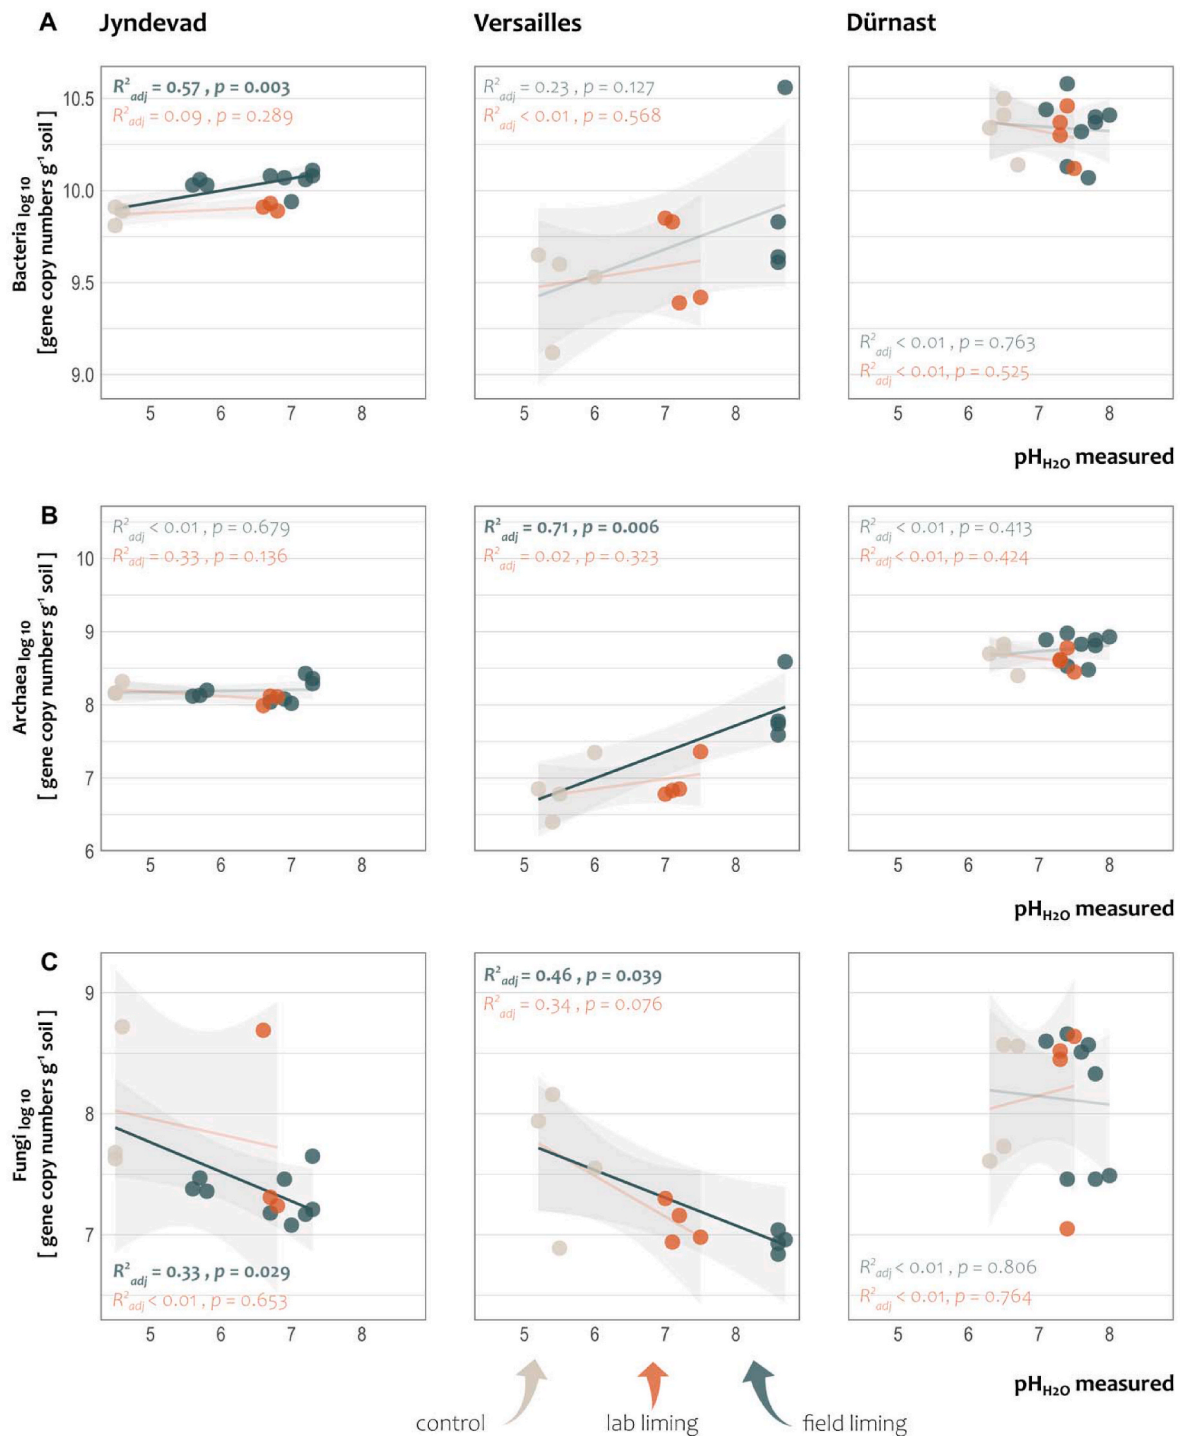 A Jyndevad Versailles Dürnast
R²adj = 0.57 , p = 0.003
R²adj = 0.09 , p = 0.289
R²adj = 0.23 , p = 0.127
R²adj < 0.01 , p = 0.568
R²adj < 0.01 , p = 0.763
R²adj < 0.01, p = 0.525
Bacteria log 10
[gene copy numbers g⁻¹ soil ]
10.5
10.0
9.5
9.0
5 6 7 8 5 6 7 8 5 6 7 8
pH H2O measured
B
R²adj < 0.01 , p = 0.679
R²adj = 0.33 , p = 0.136
R²adj = 0.71 , p = 0.006
R²adj = 0.02 , p = 0.323
R²adj < 0.01 , p = 0.413
R²adj < 0.01, p = 0.424
Archaea log 10
[ gene copy numbers g⁻¹ soil ]
10
9
8
7
6
5 6 7 8 5 6 7 8 5 6 7 8
pH H2O measured
C
R²adj = 0.33 , p = 0.029
R²adj < 0.01 , p = 0.653
R²adj = 0.46 , p = 0.039
R²adj = 0.34 , p = 0.076
R²adj < 0.01 , p = 0.806
R²adj < 0.01, p = 0.764
Fungi log 10
[ gene copy numbers g⁻¹ soil ]
9
8
7
5 6 7 8 5 6 7 8 5 6 7 8
pH H2O measured
control lab liming field liming